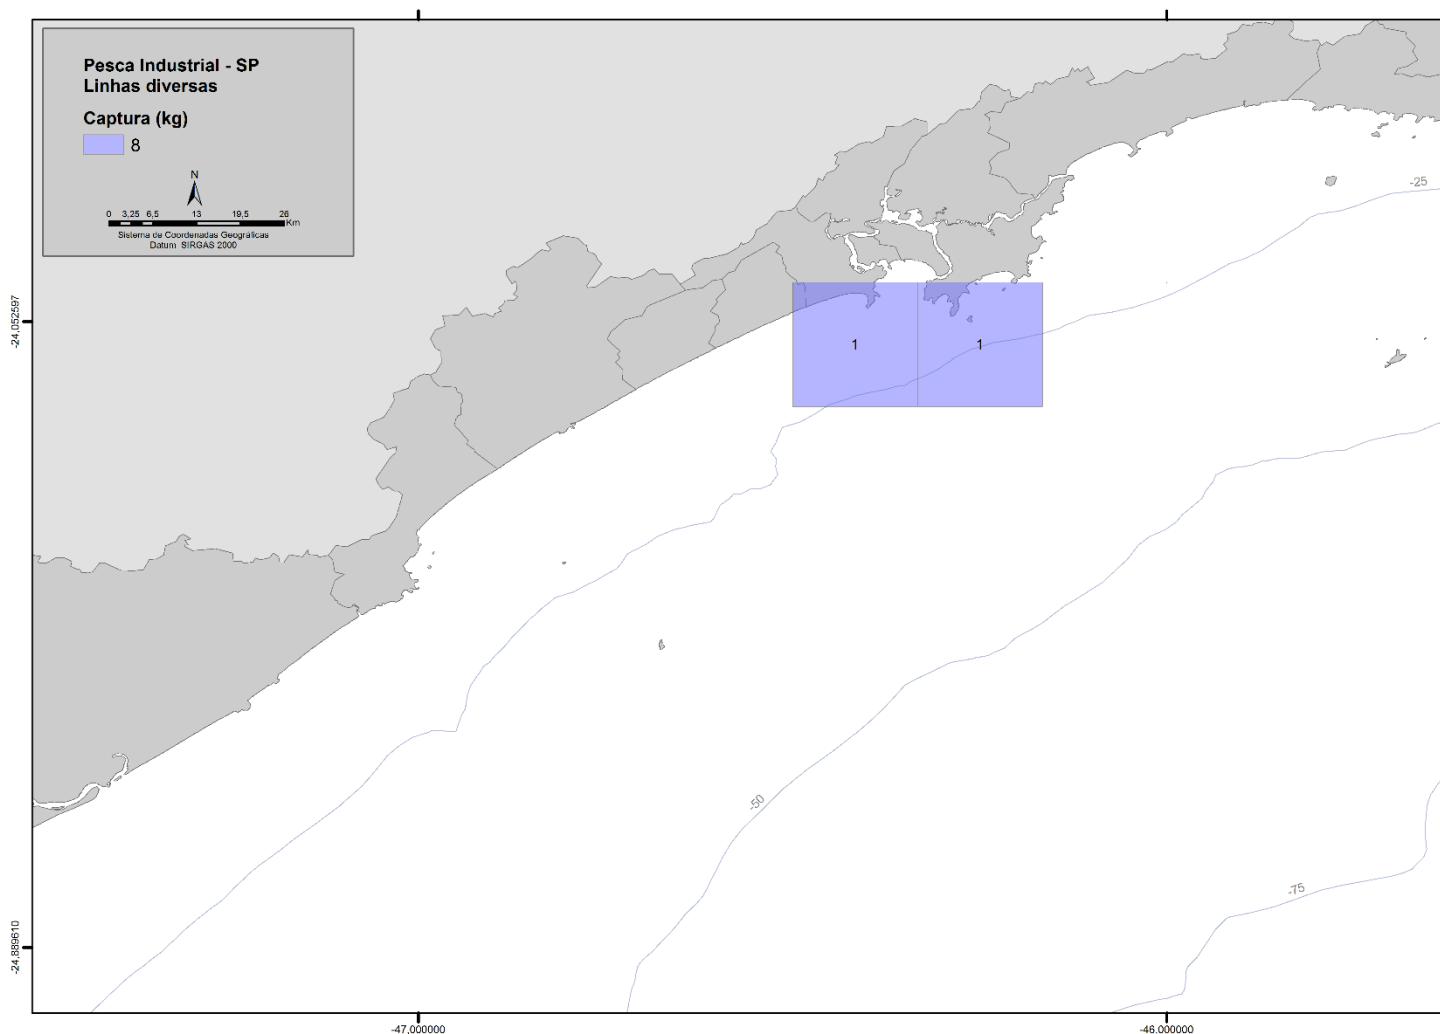 Pesca Industrial - SP
Linhas diversas
Captura (kg)
8
N
0 3,25 6,5 13 19,5 26
Km
Sistema de Coordenadas Geográficas
Datum SIRGAS 2000
-25
-24,052597
1 1
-50
-75
-24,889610
-47,000000 -46,000000